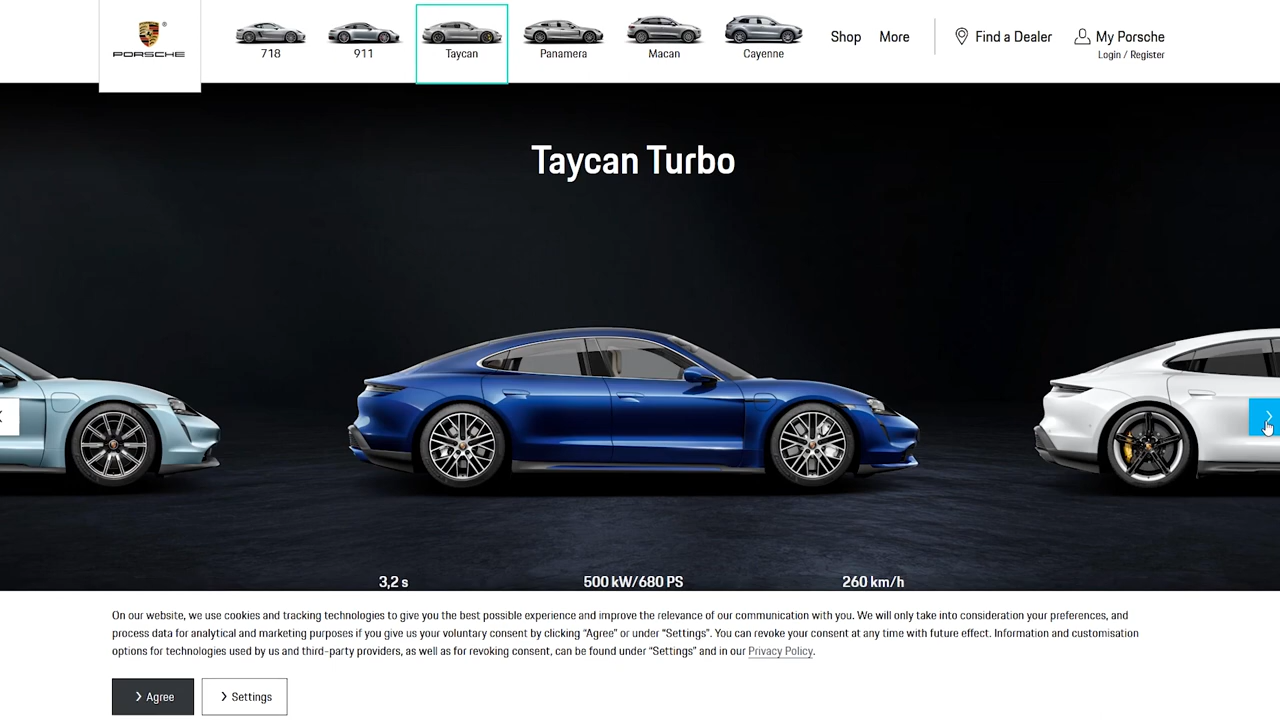 PORSCHE
718
911
Taycan
Panamera
Macan
Cayenne
Shop
More
Find a Dealer
My Porsche
Login / Register
Taycan Turbo
3,2 s
500 kW/680 PS
260 km/h
On our website, we use cookies and tracking technologies to give you the best possible experience and improve the relevance of our communication with you. We will only take into consideration your preferences, and
process data for analytical and marketing purposes if you give us your voluntary consent by clicking “Agree” or under “Settings”. You can revoke your consent at any time with future effect. Information and customisation
options for technologies used by us and third-party providers, as well as for revoking consent, can be found under “Settings” and in our Privacy Policy.
Agree
Settings